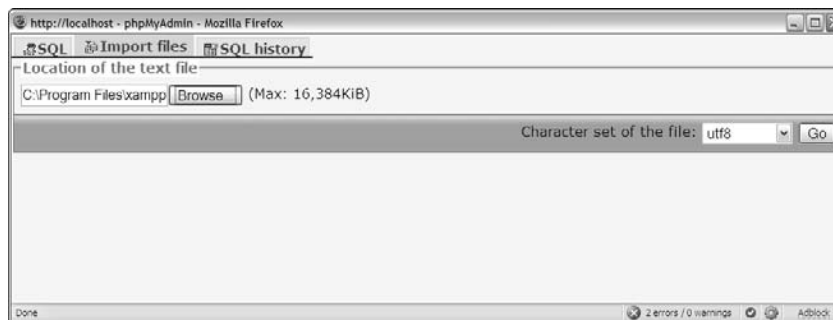 http://localhost - phpMyAdmin - Mozilla Firefox
SQL Import files SQL history
Location of the text file
C:\Program Files\xampp Browse... (Max: 16,384KiB)
Character set of the file: utf8 Go
Done 2 errors / 0 warnings Adblock